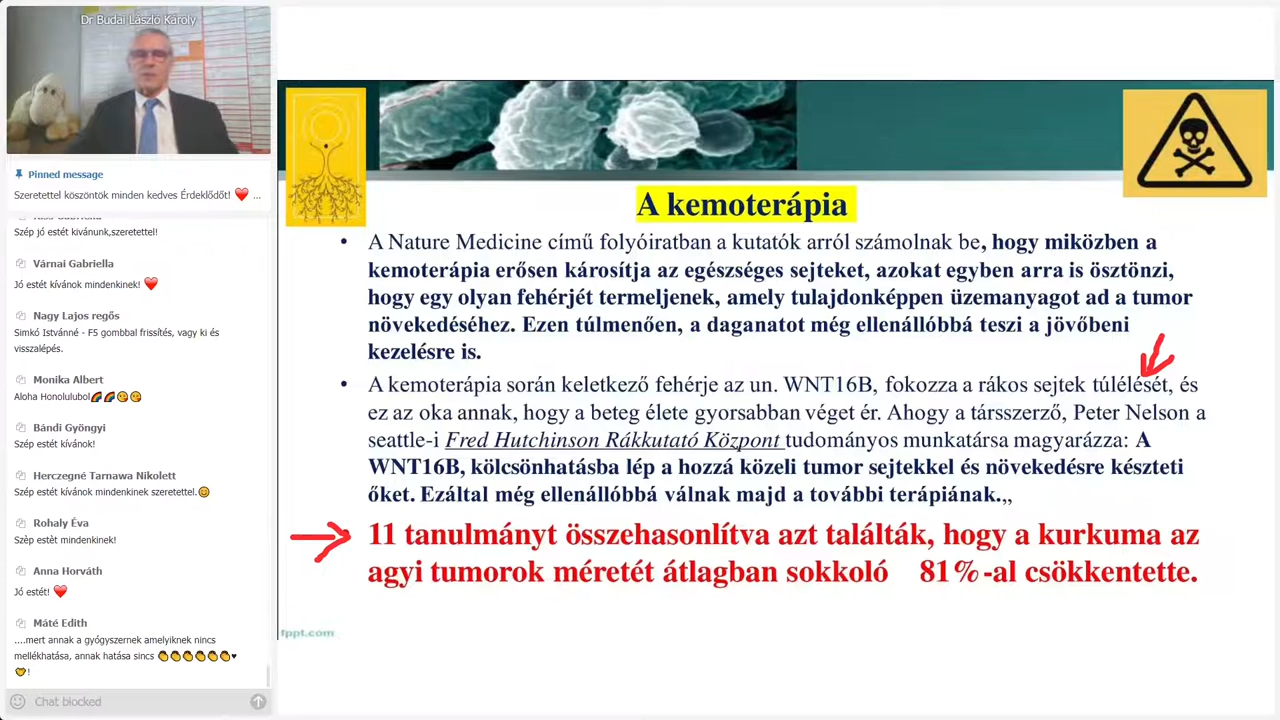 Dr Budai László Károly
Pinned message
Szeretettel köszöntök minden kedves Érdeklődőt! ❤️ ...
Szép jó estét kivánunk,szeretettel!
Várnai Gabriella
Jó estét kívánok mindenkinek! ❤️
Nagy Lajos regős
Simkó Istvánné - F5 gombbal frissítés, vagy ki és
visszalépés.
Monika Albert
Aloha Honolulubol🌈🌈😘😘
Bándi Gyöngyi
Szép estét kívánok!
Herczegné Tarnawa Nikolett
Szép estét kívánok mindenkinek szeretettel.😊
Rohaly Éva
Szèp estèt mindenkinek!
Anna Horváth
Jó estét! ❤️
Máté Edith
....mert annak a gyógyszernek amelyiknek nincs
mellékhatása, annak hatása sincs 👏👏👏👏👏👏♥
!
Chat blocked
A kemoterápia
• A Nature Medicine című folyóiratban a kutatók arról számolnak be, hogy miközben a
kemoterápia erősen károsítja az egészséges sejteket, azokat egyben arra is ösztönzi,
hogy egy olyan fehérjét termeljenek, amely tulajdonképpen üzemanyagot ad a tumor
növekedéséhez. Ezen túlmenően, a daganatot még ellenállóbbá teszi a jövőbeni
kezelésre is.
• A kemoterápia során keletkező fehérje az un. WNT16B, fokozza a rákos sejtek túlélését, és
ez az oka annak, hogy a beteg élete gyorsabban véget ér. Ahogy a társszerző, Peter Nelson a
seattle-i Fred Hutchinson Rákkutató Központ tudományos munkatársa magyarázza: A
WNT16B, kölcsönhatásba lép a hozzá közeli tumor sejtekkel és növekedésre készteti
őket. Ezáltal még ellenállóbbá válnak majd a további terápiának.„
11 tanulmányt összehasonlítva azt találták, hogy a kurkuma az
agyi tumorok méretét átlagban sokkoló 81%-al csökkentette.
fppt.com